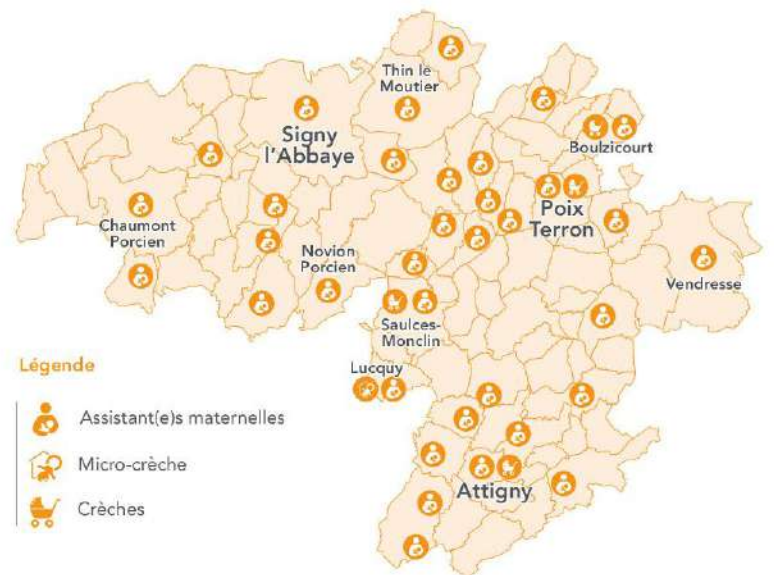 Thin le
Moutier
Signy
l'Abbaye
Boulzicourt
Chaumont
Porcien
Poix
Terron
Novion
Porcien
Vendresse
Saulces-
Monclin
Lucquy
Attigny
Légende
Assistant(e)s maternelles
Micro-crèche
Crèches